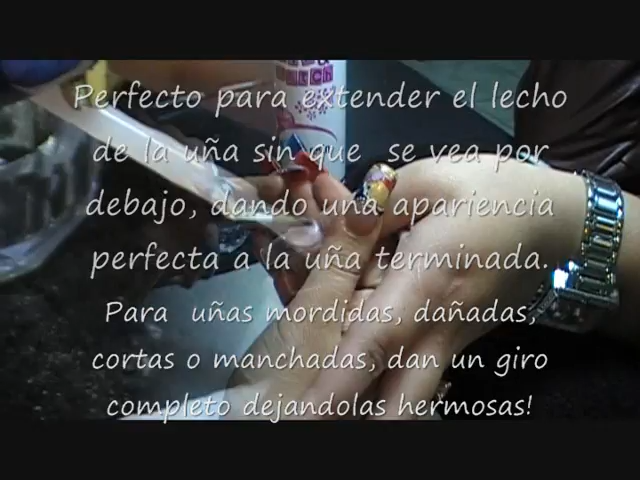 Perfecto para extender el lecho
de la uña sin que se vea por
debajo, dando una apariencia
perfecta a la uña terminada.
Para uñas mordidas, dañadas,
cortas o manchadas, dan un giro
completo dejandolas hermosas!